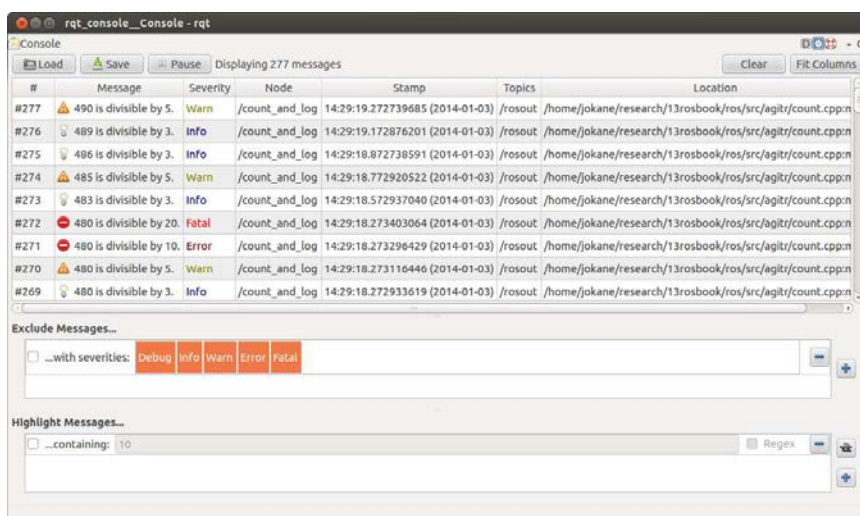 rqt_console__Console - rqt
Console D
Load Save Pause Displaying 277 messages Clear Fit Columns
# Message Severity Node Stamp Topics Location
#277 490 is divisible by 5. Warn /count_and_log 14:29:19.272739685 (2014-01-03) /rosout /home/jokane/research/13rosbook/ros/src/agitr/count.cpp:m
#276 489 is divisible by 3. Info /count_and_log 14:29:19.172876201 (2014-01-03) /rosout /home/jokane/research/13rosbook/ros/src/agitr/count.cpp:m
#275 486 is divisible by 3. Info /count_and_log 14:29:18.872738591 (2014-01-03) /rosout /home/jokane/research/13rosbook/ros/src/agitr/count.cpp:m
#274 485 is divisible by 5. Warn /count_and_log 14:29:18.772920522 (2014-01-03) /rosout /home/jokane/research/13rosbook/ros/src/agitr/count.cpp:m
#273 483 is divisible by 3. Info /count_and_log 14:29:18.572937040 (2014-01-03) /rosout /home/jokane/research/13rosbook/ros/src/agitr/count.cpp:m
#272 480 is divisible by 20. Fatal /count_and_log 14:29:18.273403064 (2014-01-03) /rosout /home/jokane/research/13rosbook/ros/src/agitr/count.cpp:m
#271 480 is divisible by 10. Error /count_and_log 14:29:18.273296429 (2014-01-03) /rosout /home/jokane/research/13rosbook/ros/src/agitr/count.cpp:m
#270 480 is divisible by 5. Warn /count_and_log 14:29:18.273116446 (2014-01-03) /rosout /home/jokane/research/13rosbook/ros/src/agitr/count.cpp:m
#269 480 is divisible by 3. Info /count_and_log 14:29:18.272933619 (2014-01-03) /rosout /home/jokane/research/13rosbook/ros/src/agitr/count.cpp:m
Exclude Messages...
...with severities: Debug Info Warn Error Fatal
Highlight Messages...
...containing: 10 Regex